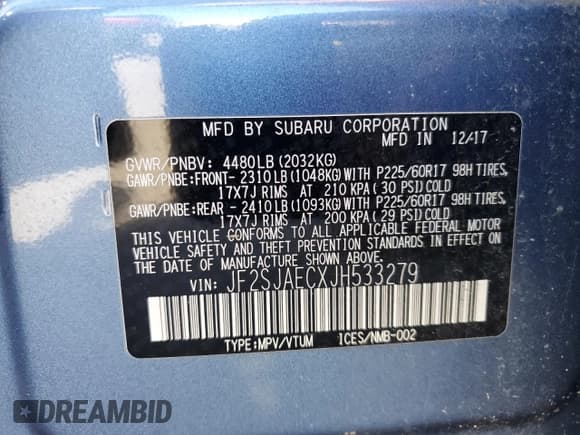 MFD BY SUBARU CORPORATION
MFD IN 12/17
GVWR/PNBV: 4480LB(2032KG)
GAWR/PNBE:FRONT- 2310LB(1048KG)WITH P225/60R17 98H TIRES,
17X7J RIMS AT 210 KPA( 30 PSI)COLD
GAWR/PNBE:REAR - 2410LB(1093KG)WITH P225/60R17 98H TIRES,
17X7J RIMS AT 200 KPA( 29 PSI)COLD
THIS VEHICLE CONFORMS TO ALL APPLICABLE FEDERAL MOTOR
VEHICLE SAFETY AND THEFT PREVENTION STANDARDS IN EFFECT ON
THE DATE OF MANUFACTURE SHOWN ABOVE.
VIN: JF2SJAECXJH533279
TYPE:MPV/VTUM ICES/NMB-002
DREAMBID